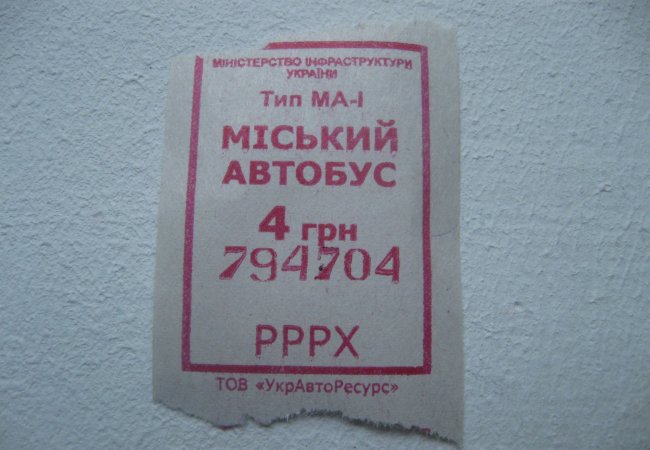 МІНІСТЕРСТВО ІНФРАСТРУКТУРИ
УКРАЇНИ
Тип МА-І
МІСЬКИЙ
АВТОБУС
4 грн
794704
РРРХ
ТОВ «УкрАвтоРесурс»